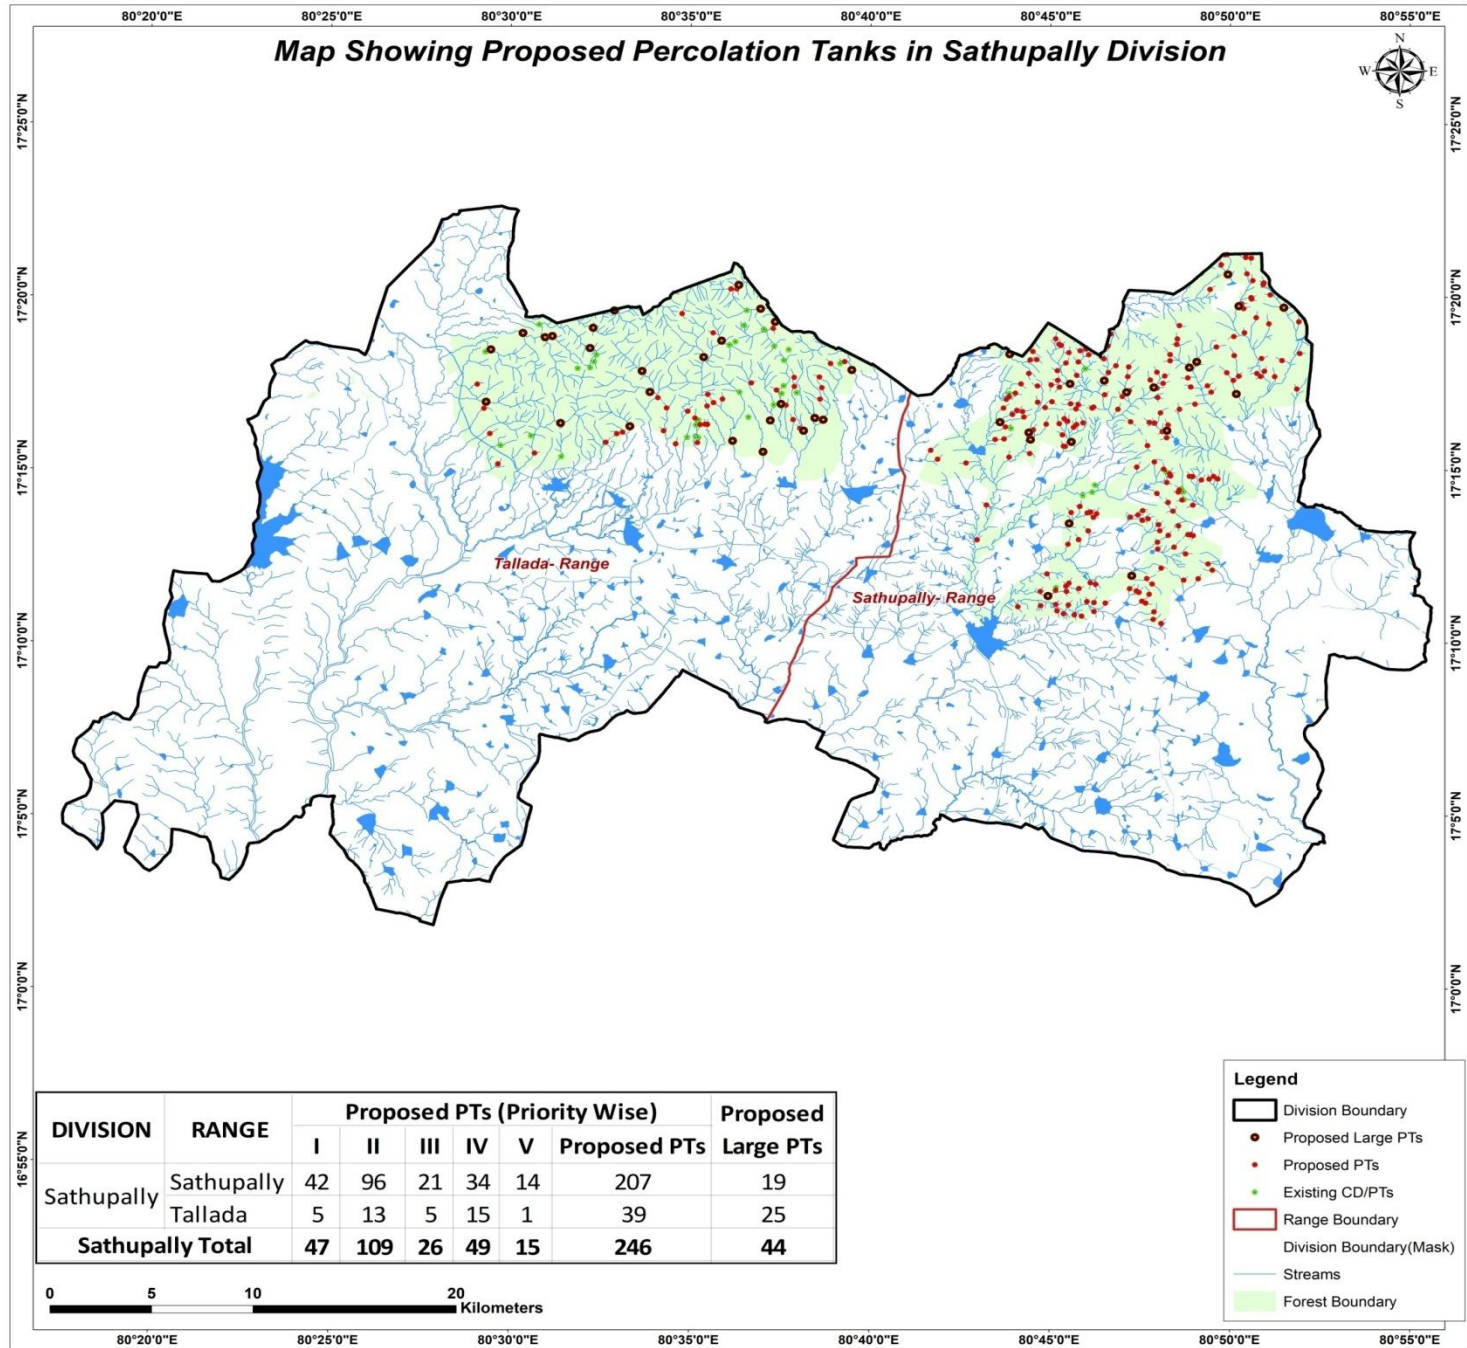 80°20'0"E 80°25'0"E 80°30'0"E 80°35'0"E 80°40'0"E 80°45'0"E 80°50'0"E 80°55'0"E
Map Showing Proposed Percolation Tanks in Sathupally Division
N
W E
S
17°25'0"N 17°25'0"N
17°20'0"N 17°20'0"N
17°15'0"N 17°15'0"N
Tallada- Range
Sathupally- Range
17°10'0"N 17°10'0"N
17°5'0"N 17°5'0"N
17°0'0"N 17°0'0"N
16°55'0"N 16°55'0"N
DIVISION RANGE Proposed PTs (Priority Wise) Proposed Large PTs
I II III IV V Proposed PTs
Sathupally Sathupally 42 96 21 34 14 207 19
Tallada 5 13 5 15 1 39 25
Sathupally Total 47 109 26 49 15 246 44
0 5 10 20
Kilometers
Legend
Division Boundary
Proposed Large PTs
Proposed PTs
Existing CD/PTs
Range Boundary
Division Boundary(Mask)
Streams
Forest Boundary
80°20'0"E 80°25'0"E 80°30'0"E 80°35'0"E 80°40'0"E 80°45'0"E 80°50'0"E 80°55'0"E